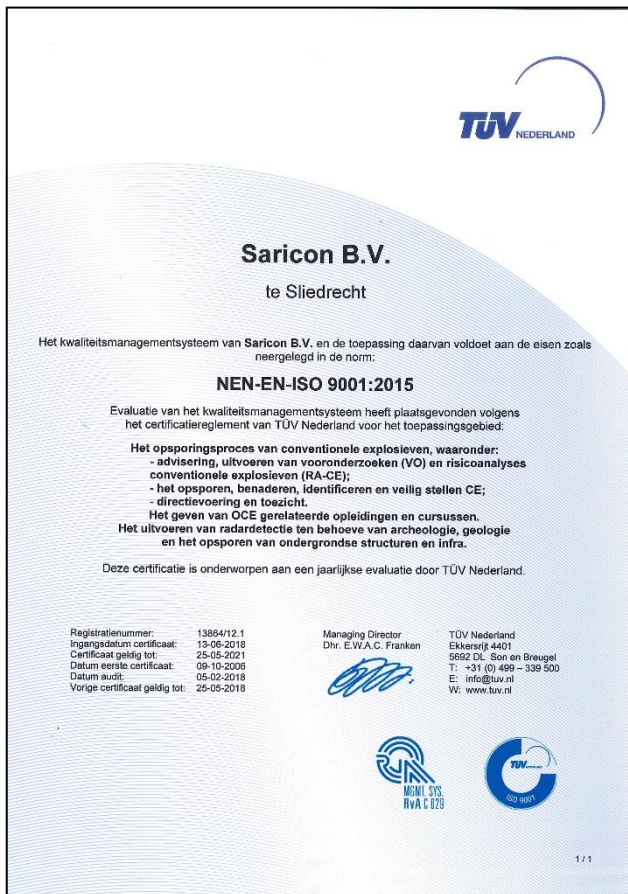 TÜV NEDERLAND
Saricon B.V.
te Sliedrecht
Het kwaliteitsmanagementsysteem van Saricon B.V. en de toepassing daarvan voldoet aan de eisen zoals
neergelegd in de norm:
NEN-EN-ISO 9001:2015
Evaluatie van het kwaliteitsmanagementsysteem heeft plaatsgevonden volgens
het certificatiereglement van TÜV Nederland voor het toepassingsgebied:
Het opsporingsproces van conventionele explosieven, waaronder:
- advisering, uitvoeren van vooronderzoeken (VO) en risicoanalyses
conventionele explosieven (RA-CE);
- het opsporen, benaderen, identificeren en veilig stellen CE;
- directievoering en toezicht.
Het geven van OCE gerelateerde opleidingen en cursussen.
Het uitvoeren van radardetectie ten behoeve van archeologie, geologie
en het opsporen van ondergrondse structuren en infra.
Deze certificatie is onderworpen aan een jaarlijkse evaluatie door TÜV Nederland.
Registratienummer: 13864/12.1
Ingangsdatum certificaat: 13-06-2018
Certificaat geldig tot: 25-05-2021
Datum eerste certificaat: 09-10-2006
Datum audit: 05-02-2018
Vorige certificaat geldig tot: 25-05-2018
Managing Director
Dhr. E.W.A.C. Franken
TÜV Nederland
Ekkersrijt 4401
5692 DL Son en Breugel
T: +31 (0) 499 – 339 500
E: info@tuv.nl
W: www.tuv.nl
MGMT. SYS.
RvA C 029
TÜV
ISO 9001
1 / 1